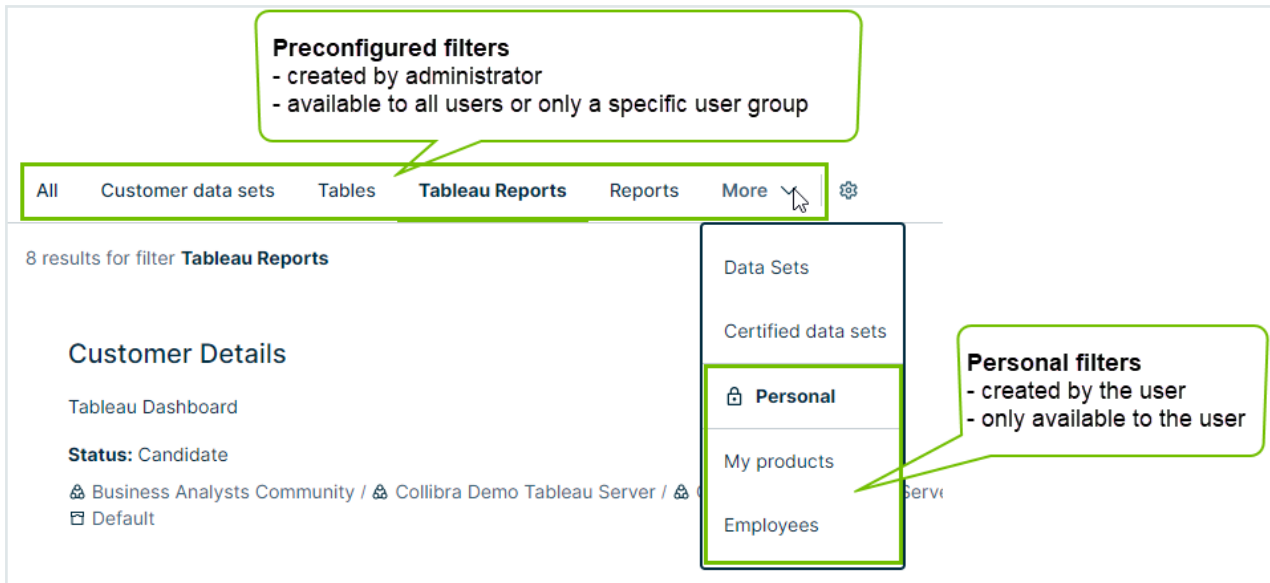 Preconfigured filters
- created by administrator
- available to all users or only a specific user group
All Customer data sets Tables Tableau Reports Reports More
8 results for filter Tableau Reports
Data Sets
Certified data sets
Customer Details
Tableau Dashboard
Status: Candidate
Business Analysts Community / Collibra Demo Tableau Server /
Default
Personal
My products
Employees
Personal filters
- created by the user
- only available to the user